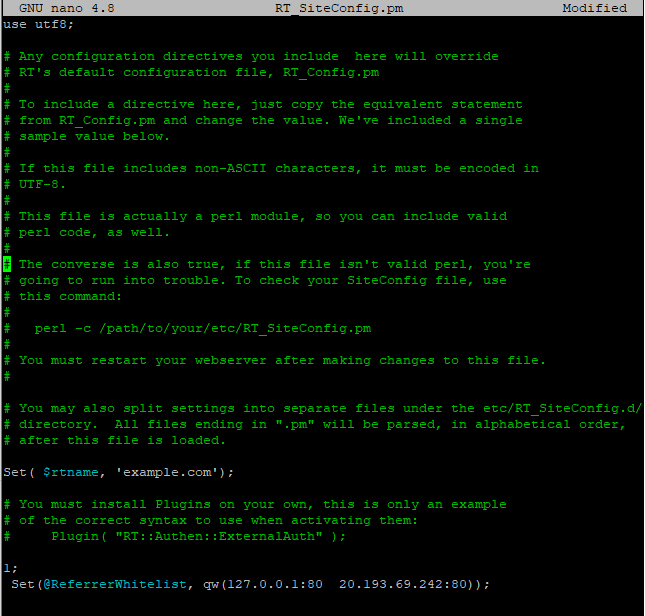 GNU nano 4.8 RT_SiteConfig.pm Modified
use utf8;
# Any configuration directives you include  here will override
# RT's default configuration file, RT_Config.pm
#
# To include a directive here, just copy the equivalent statement
# from RT_Config.pm and change the value. We've included a single
# sample value below.
#
# If this file includes non-ASCII characters, it must be encoded in
# UTF-8.
#
# This file is actually a perl module, so you can include valid
# perl code, as well.
#
# The converse is also true, if this file isn't valid perl, you're
# going to run into trouble. To check your SiteConfig file, use
# this command:
#
#   perl -c /path/to/your/etc/RT_SiteConfig.pm
#
# You must restart your webserver after making changes to this file.
#
# You may also split settings into separate files under the etc/RT_SiteConfig.d/
# directory.  All files ending in ".pm" will be parsed, in alphabetical order,
# after this file is loaded.
Set( $rtname, 'example.com');
# You must install Plugins on your own, this is only an example
# of the correct syntax to use when activating them:
#     Plugin( "RT::Authen::ExternalAuth" );
1;
Set(@ReferrerWhitelist, qw(127.0.0.1:80  20.193.69.242:80));